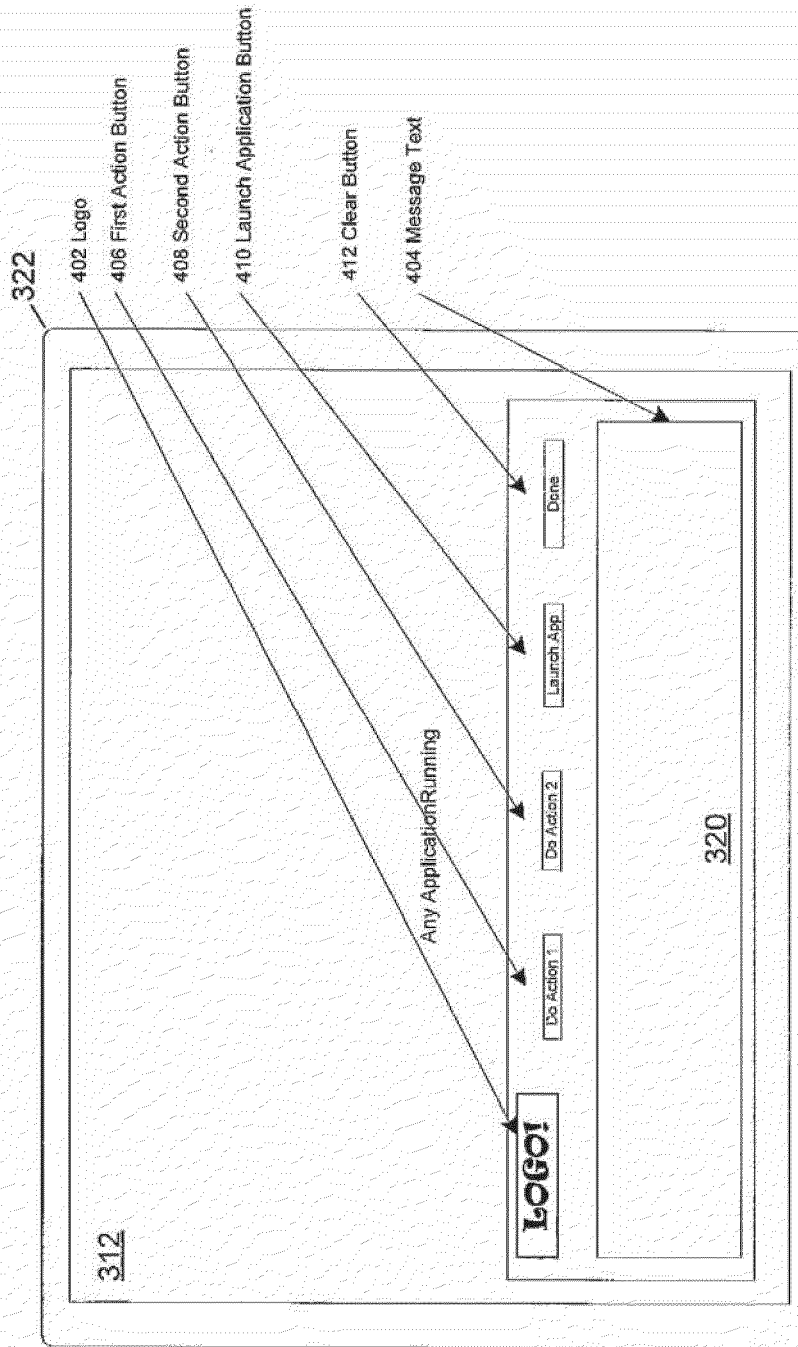 322
402 Logo
406 First Action Button
408 Second Action Button
410 Launch Application Button
412 Clear Button
404 Message Text
312
Any ApplicationRunning
LOGO!
Do Action 1
Do Action 2
Launch App
Done
320